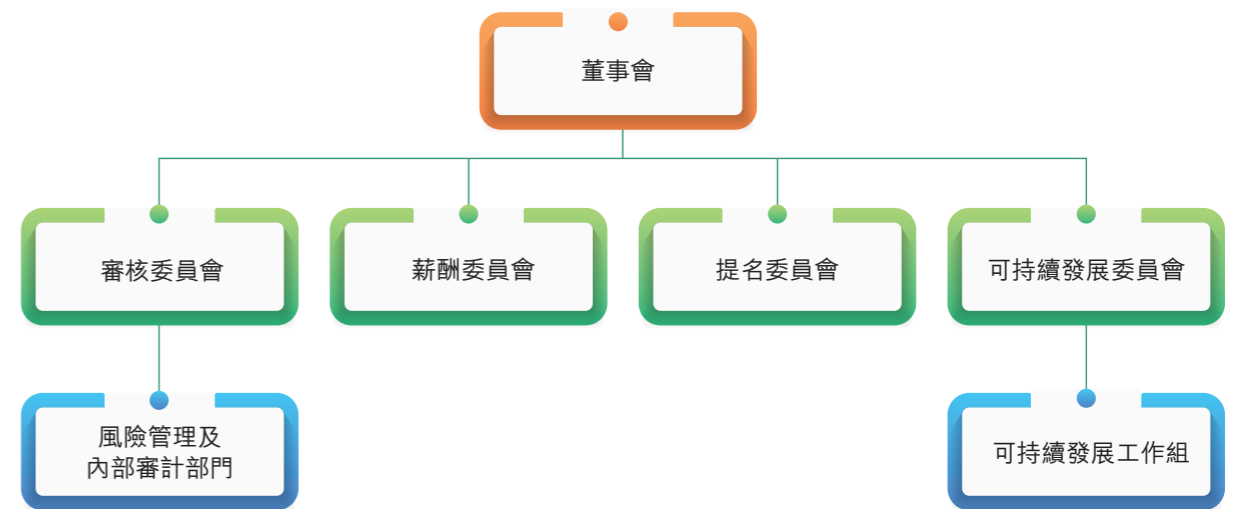 董事會
審核委員會
薪酬委員會
提名委員會
可持續發展委員會
風險管理及
內部審計部門
可持續發展工作組